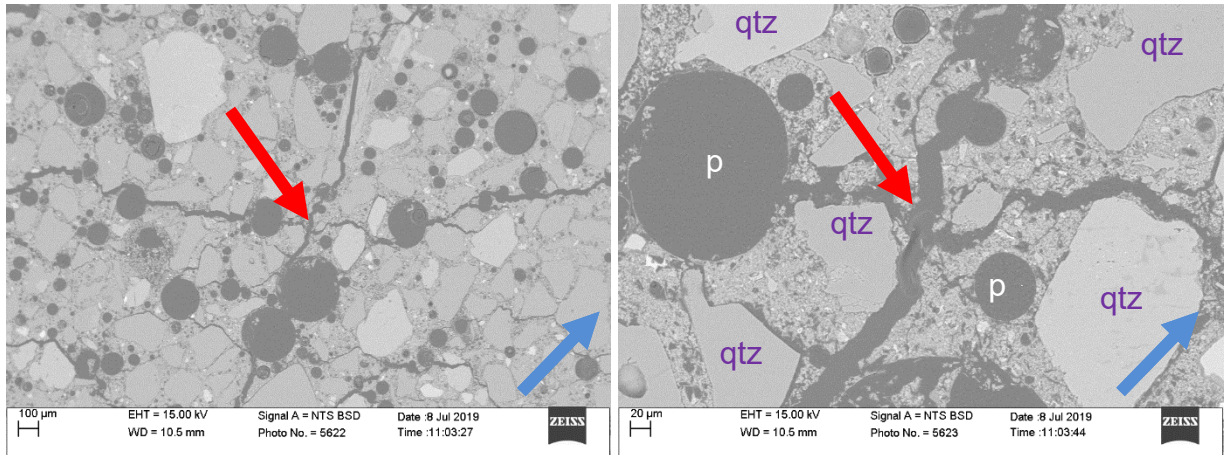 qtz
qtz
qtz
p
p
qtz
qtz
100 µm
EHT = 15.00 kV
WD = 10.5 mm
Signal A = NTS BSD
Photo No. = 5622
Date :8 Jul 2019
Time :11:03:27
ZEISS
20 µm
EHT = 15.00 kV
WD = 10.5 mm
Signal A = NTS BSD
Photo No. = 5623
Date :8 Jul 2019
Time :11:03:44
ZEISS